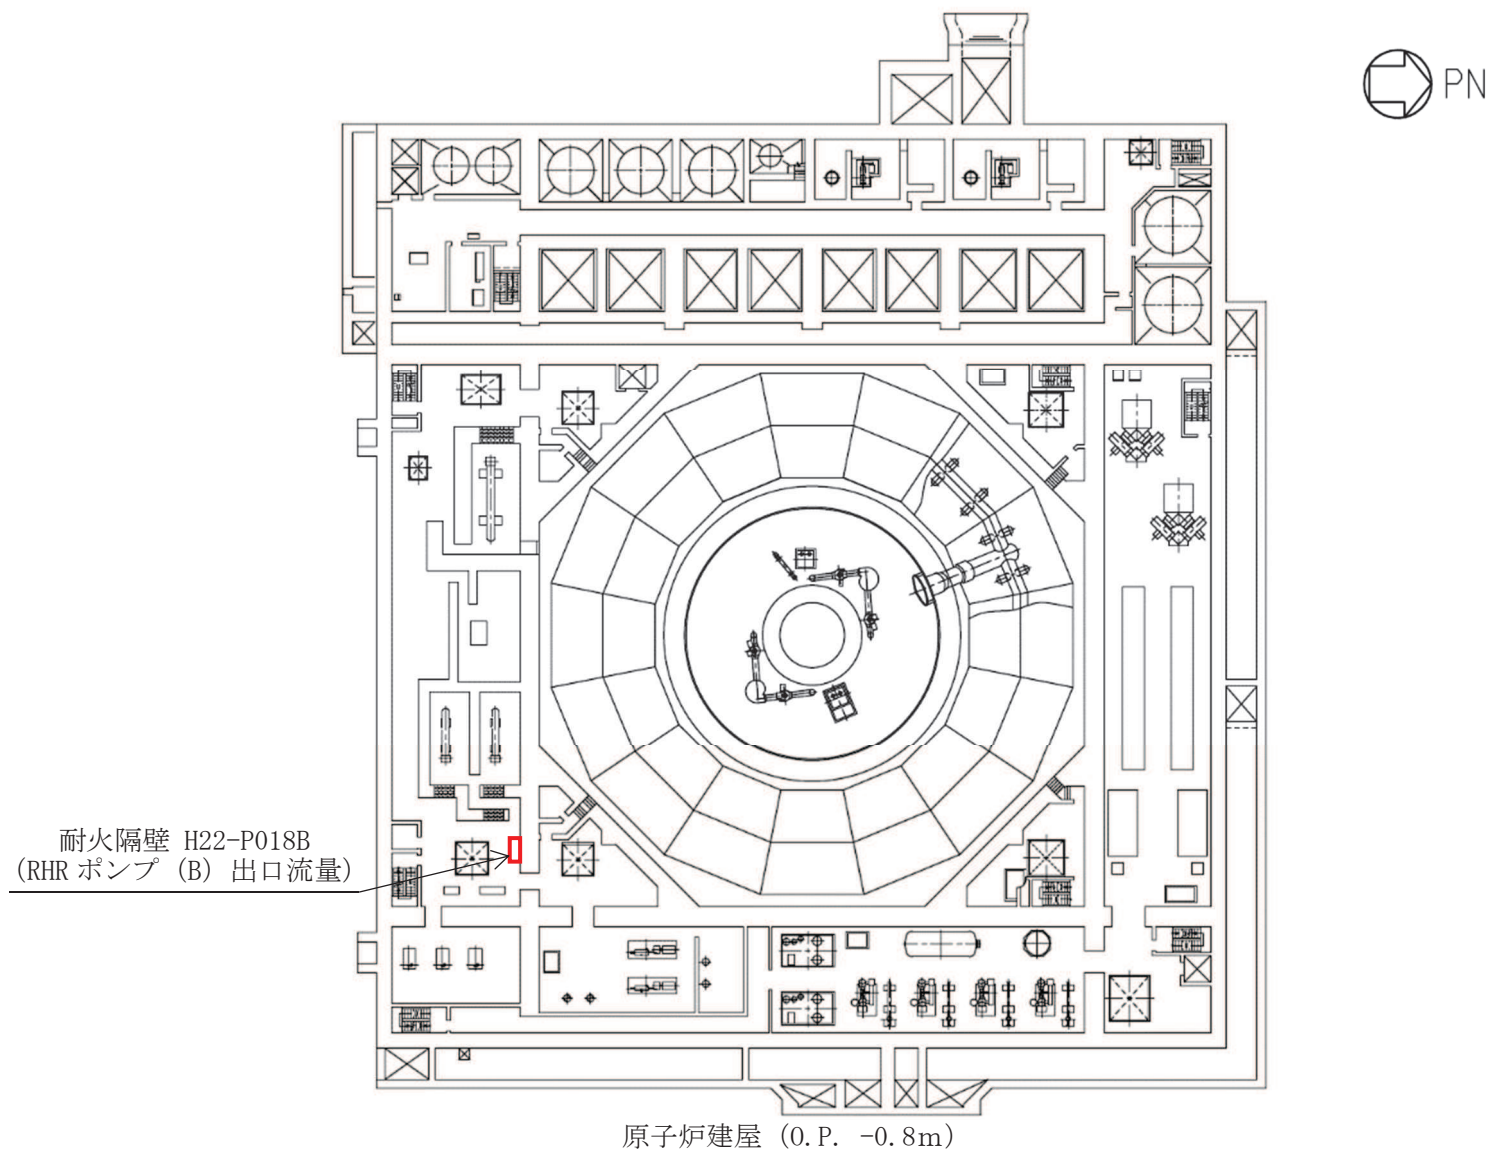 PN
耐火隔壁 H22-P018B
(RHR ポンプ (B) 出口流量)
原子炉建屋 (O.P. -0.8m)